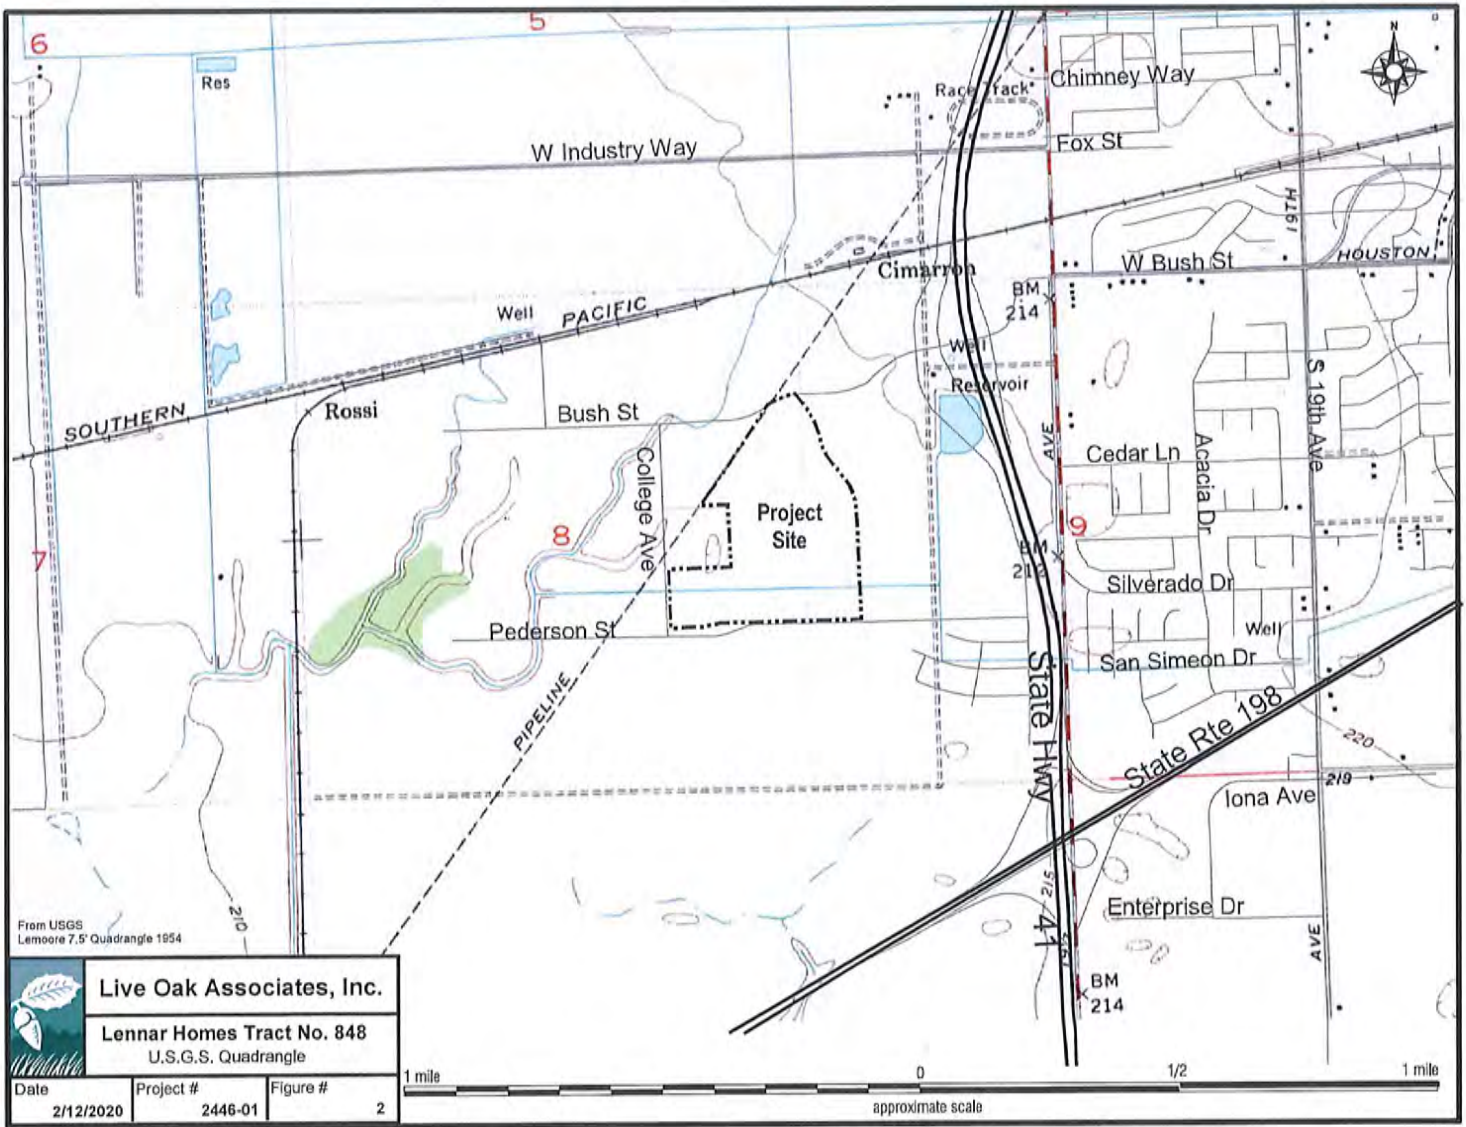 5
6
N
Res
Race Track
Chimney Way
W Industry Way
Fox St
19TH
Cimarron
W Bush St
HOUSTON
BM
214
Well
PACIFIC
Well
Reservoir
SOUTHERN
Rossi
Bush St
AVE
S 19th Ave
Cedar Ln
College Ave
Acacia Dr
Project
Site
8
9
7
BM
Silverado Dr
Pederson St
Well
San Simeon Dr
PIPELINE
State Hwy 41
State Rte 198
220
219
Iona Ave
215
210
Enterprise Dr
AVE
BM
214
From USGS
Lemoore 7.5' Quadrangle 1954
Live Oak Associates, Inc.
Lennar Homes Tract No. 848
U.S.G.S. Quadrangle
Date
2/12/2020
Project #
2446-01
Figure #
2
1 mile 0 1/2 1 mile
approximate scale